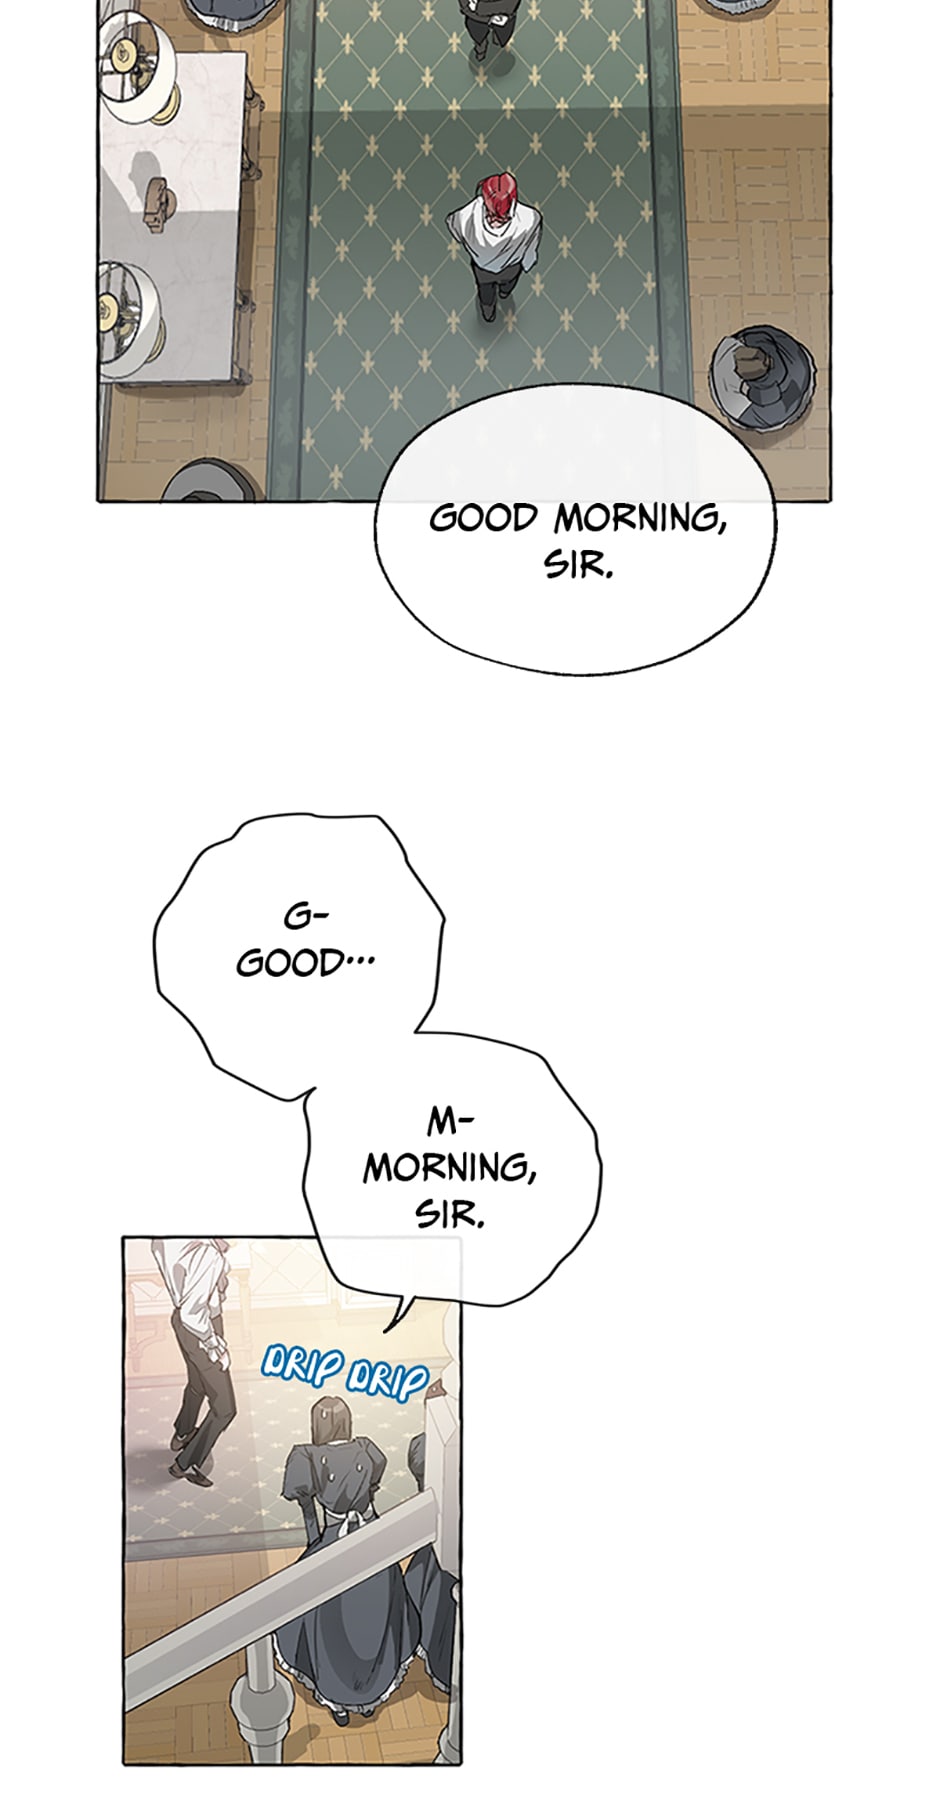 GOOD MORNING,
SIR.
G-
GOOD...
M-
MORNING,
SIR.
DRIP DRIP